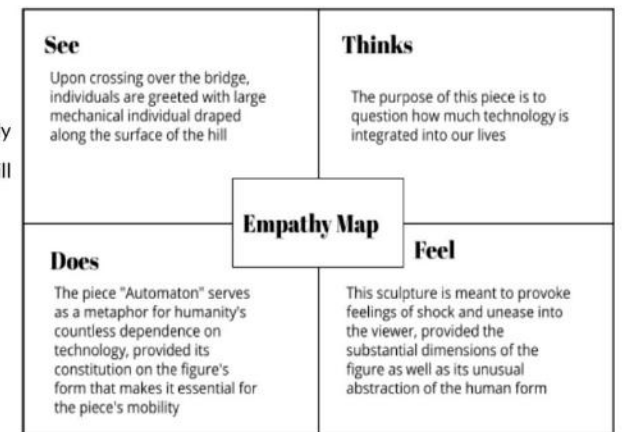 See
Upon crossing over the bridge,
individuals are greeted with large
mechanical individual draped
along the surface of the hill
Thinks
The purpose of this piece is to
question how much technology is
integrated into our lives
Empathy Map
Does
The piece "Automaton" serves
as a metaphor for humanity's
countless dependence on
technology, provided its
constitution on the figure's
form that makes it essential for
the piece's mobility
Feel
This sculpture is meant to provoke
feelings of shock and unease into
the viewer, provided the
substantial dimensions of the
figure as well as its unusual
abstraction of the human form